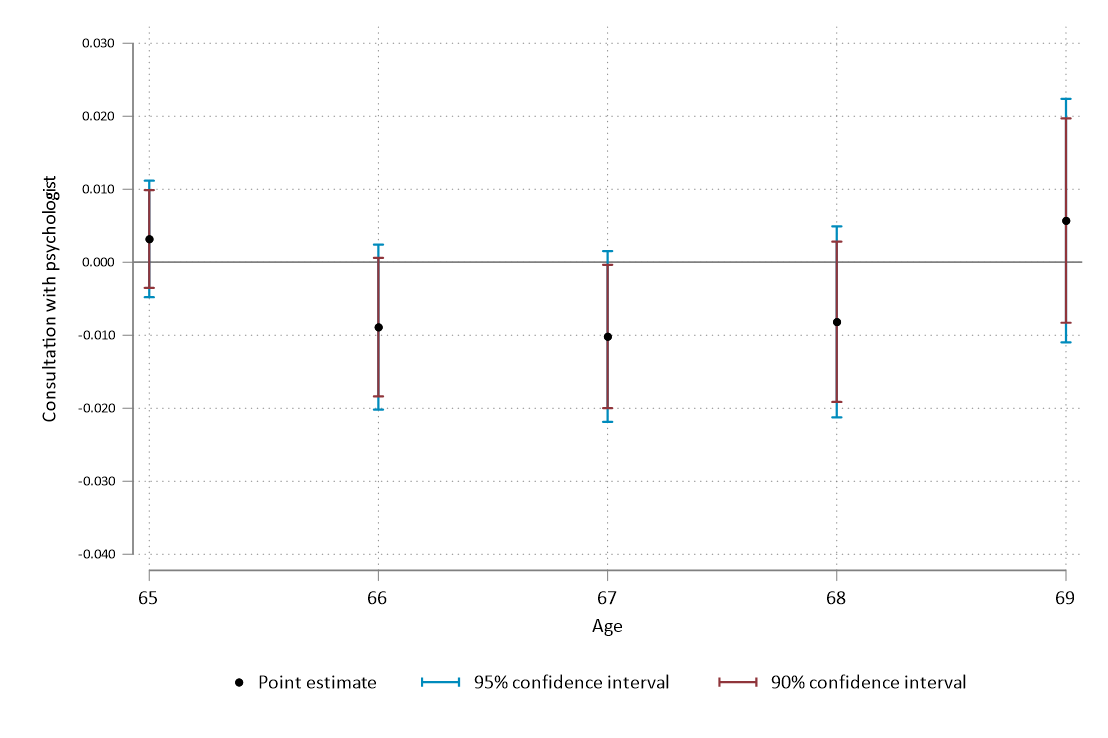 Consultation with psychologist
0.030
0.020
0.010
0.000
-0.010
-0.020
-0.030
-0.040
65 66 67 68 69
Age
Point estimate 95% confidence interval 90% confidence interval